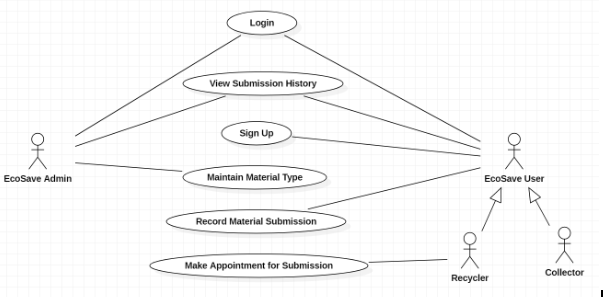 Login
View Submission History
Sign Up
EcoSave Admin
EcoSave User
Maintain Material Type
Record Material Submission
Make Appointment for Submission
Recycler
Collector